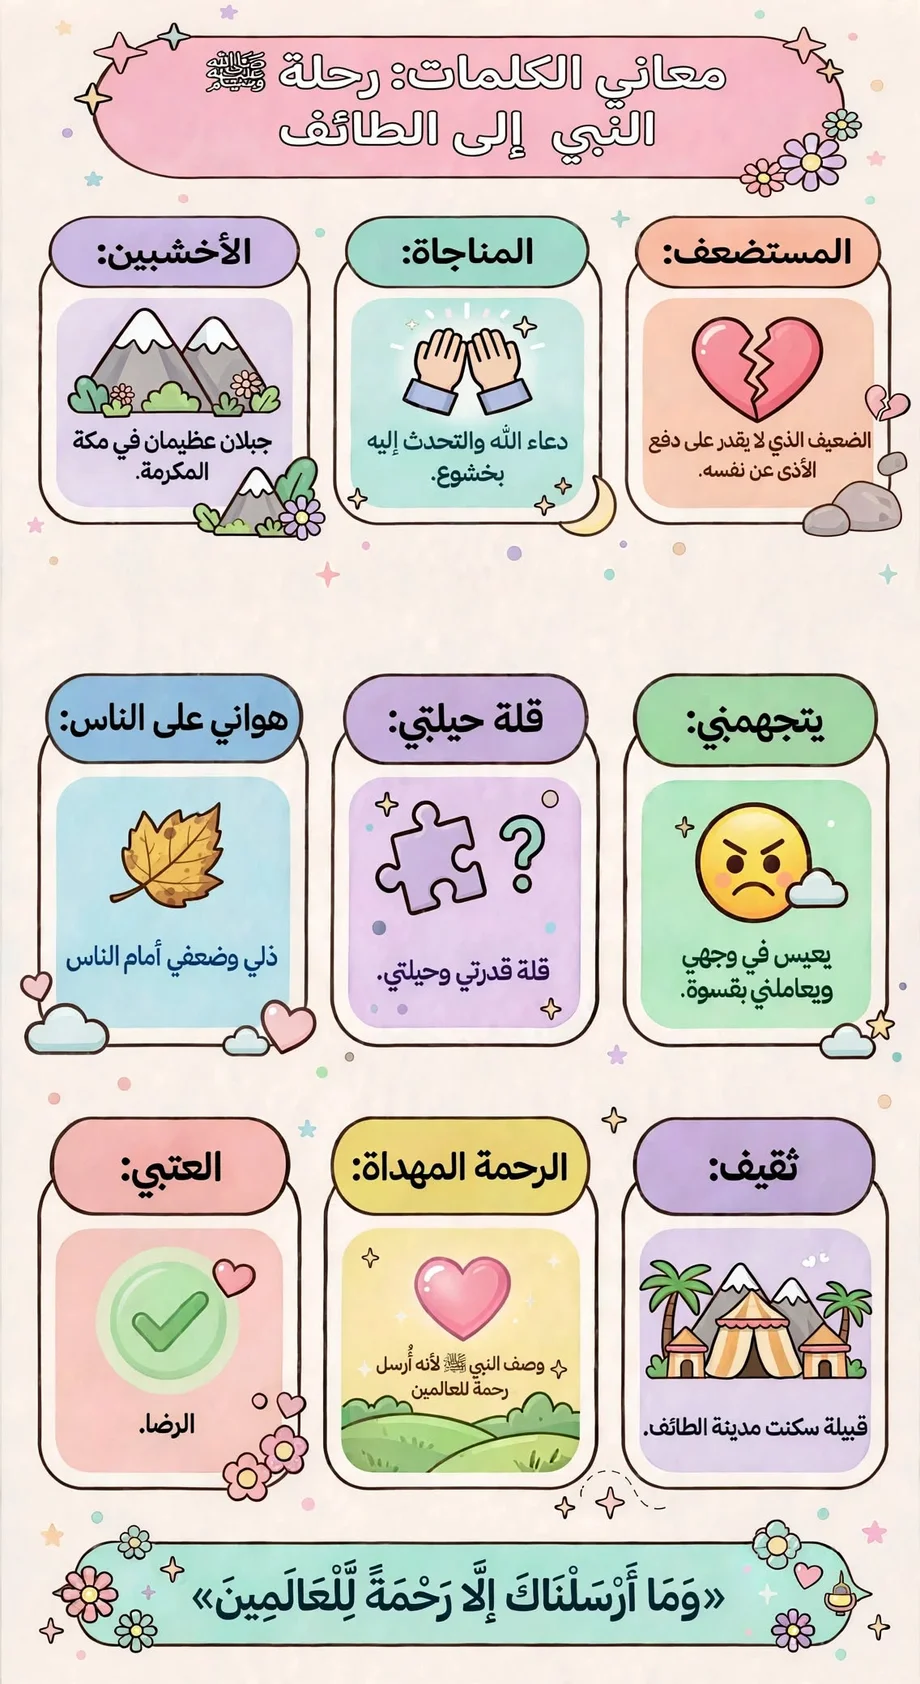 معاني الكلمات: رحلة ﷺ
النبي إلى الطائف
المستضعف:
الضعيف الذي لا يقدر على دفع
الأذى عن نفسه.
المناجاة:
دعاء الله والتحدث إليه
بخشوع.
الأخشبين:
جبلان عظيمان في مكة
المكرمة.
يتجهمني:
يعيس في وجهي
ويعاملني بقسوة.
قلة حيلتي:
?
قلة قدرتي وحيلتي.
هواني على الناس:
ذلي وضعفي أمام الناس
ثقيف:
قبيلة سكنت مدينة الطائف.
الرحمة المهداة:
وصف النبي ﷺ لأنه أُرسل
رحمة للعالمين
العتبي:
الرضا.
«وَمَا أَرْسَلْنَاكَ إِلَّا رَحْمَةً لِّلْعَالَمِينَ»